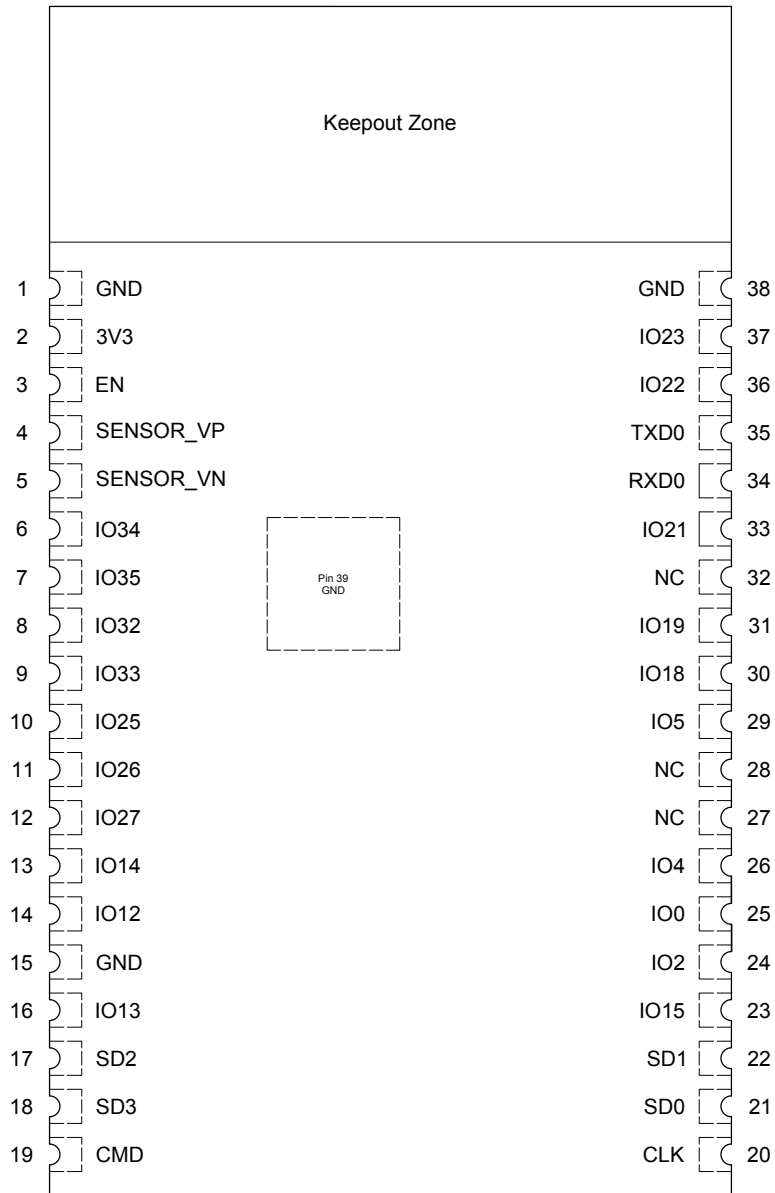 Keepout Zone
1 GND GND 38
2 3V3 IO23 37
3 EN IO22 36
4 SENSOR_VP TXD0 35
5 SENSOR_VN RXD0 34
6 IO34 IO21 33
Pin 39
GND
7 IO35 NC 32
8 IO32 IO19 31
9 IO33 IO18 30
10 IO25 IO5 29
11 IO26 NC 28
12 IO27 NC 27
13 IO14 IO4 26
14 IO12 IO0 25
15 GND IO2 24
16 IO13 IO15 23
17 SD2 SD1 22
18 SD3 SD0 21
19 CMD CLK 20